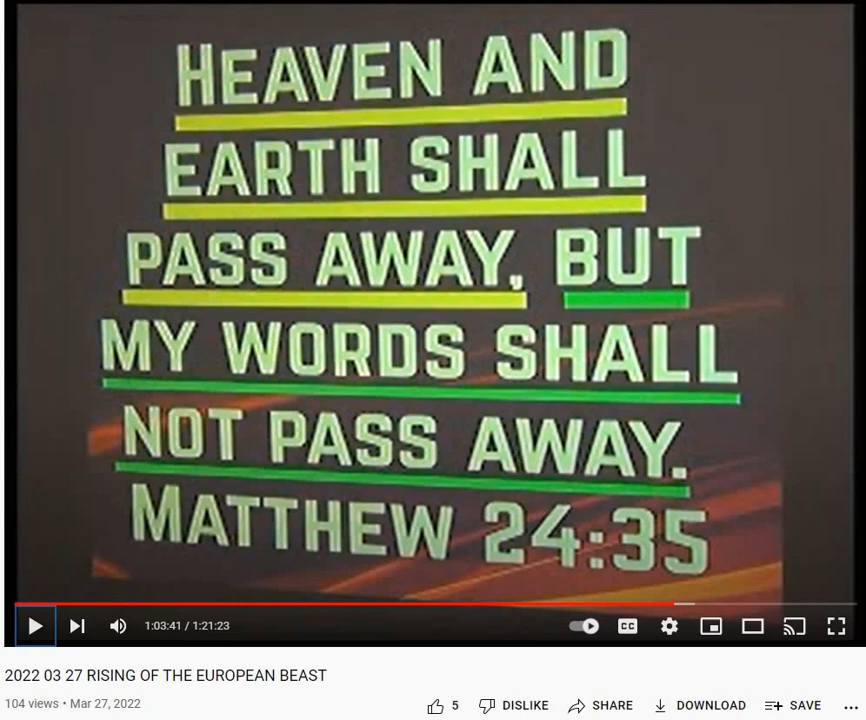 HEAVEN AND
EARTH SHALL
PASS AWAY, BUT
MY WORDS SHALL
NOT PASS AWAY.
MATTHEW 24:35
1:03:41 / 1:21:23
CC
2022 03 27 RISING OF THE EUROPEAN BEAST
104 views • Mar 27, 2022
5 DISLIKE SHARE DOWNLOAD SAVE ...